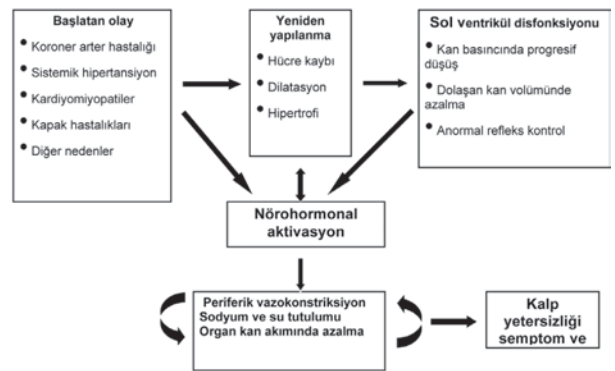 Başlatan olay
• Koroner arter hastalığı
• Sistemik hipertansiyon
• Kardiyomiyopatiler
• Kapak hastalıkları
• Diğer nedenler
Yeniden
yapılanma
• Hücre kaybı
• Dilatasyon
• Hipertrofi
Sol ventrikül disfonksiyonu
• Kan basıncında progresif
düşüş
• Dolaşan kan volümünde
azalma
• Anormal refleks kontrol
Nörohormonal
aktivasyon
Periferik vazokonstriksiyon
Sodyum ve su tutulumu
Organ kan akımında azalma
Kalp
yetersizliği
semptom ve